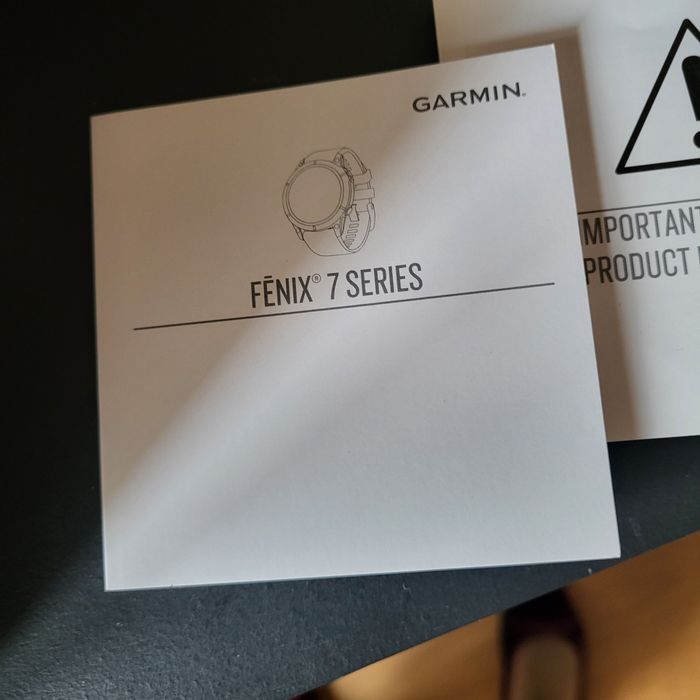 GARMIN.
FĒNIX® 7 SERIES
IMPORTANT
PRODUCT